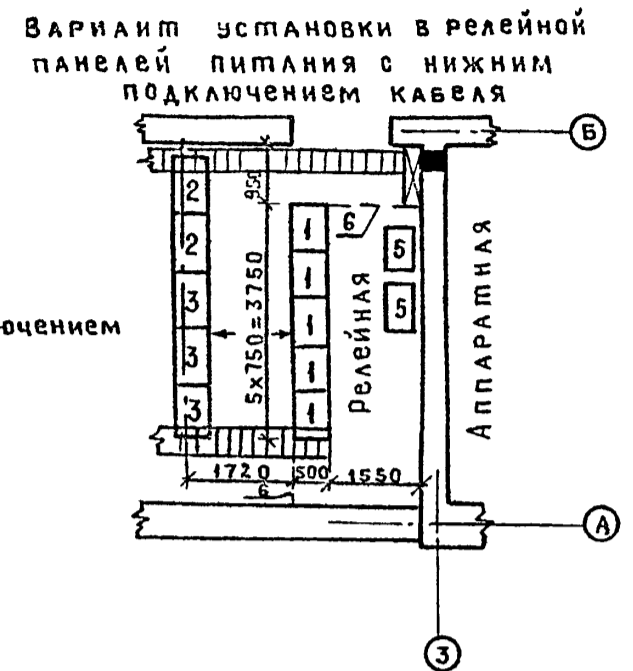 Вариант установки в релейной
панелей питания с нижним
подключением кабеля
Б
2
2
3
3
3
950
5х750=3750
1
1
1
1
1
6
5
5
Релейная
Аппаратная
ючением
1720
500
1550
6
А
3